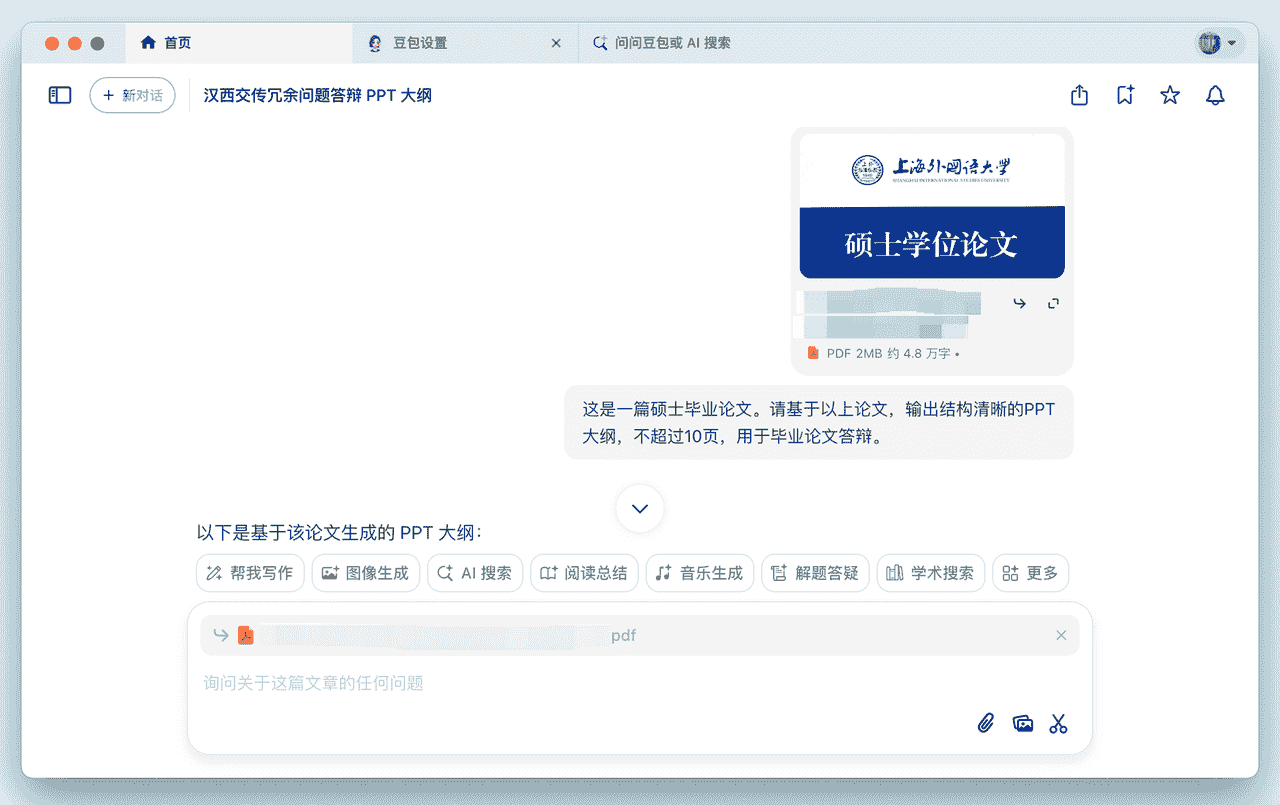 首页
豆包设置
问问豆包或 AI 搜索
新对话
汉西交传冗余问题答辩 PPT 大纲
上海外国语大学
SHANGHAI INTERNATIONAL STUDIES UNIVERSITY
硕士学位论文
PDF 2MB 约 4.8 万字 •
这是一篇硕士毕业论文。请基于以上论文，输出结构清晰的PPT
大纲，不超过10页，用于毕业论文答辩。
以下是基于该论文生成的 PPT 大纲：
帮我写作
图像生成
AI 搜索
阅读总结
音乐生成
解题答疑
学术搜索
更多
pdf
询问关于这篇文章的任何问题